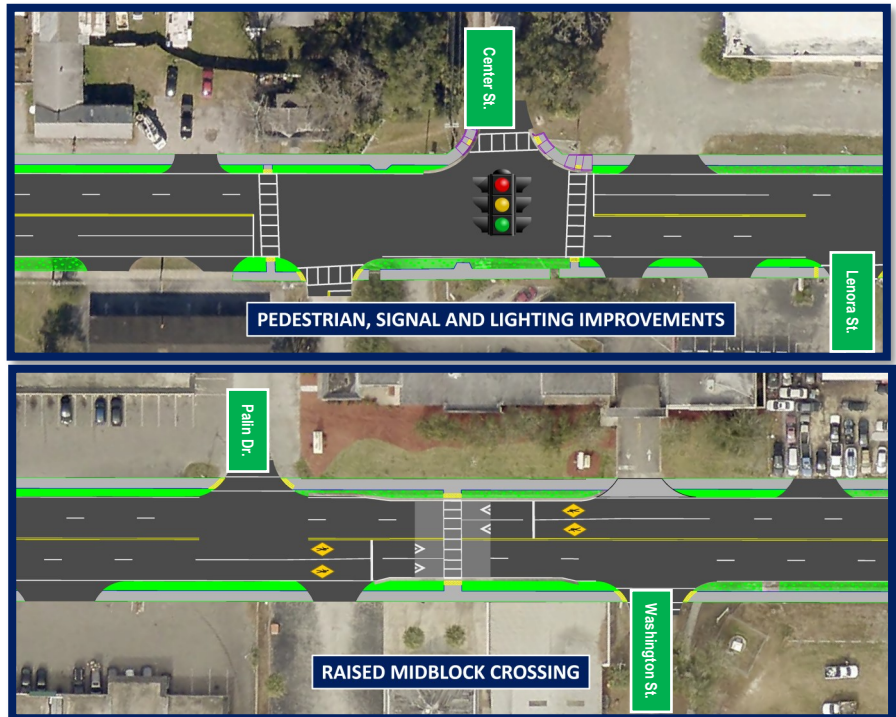 Center St.
Lenora St.
PEDESTRIAN, SIGNAL AND LIGHTING IMPROVEMENTS
Palin Dr.
Washington St.
RAISED MIDBLOCK CROSSING